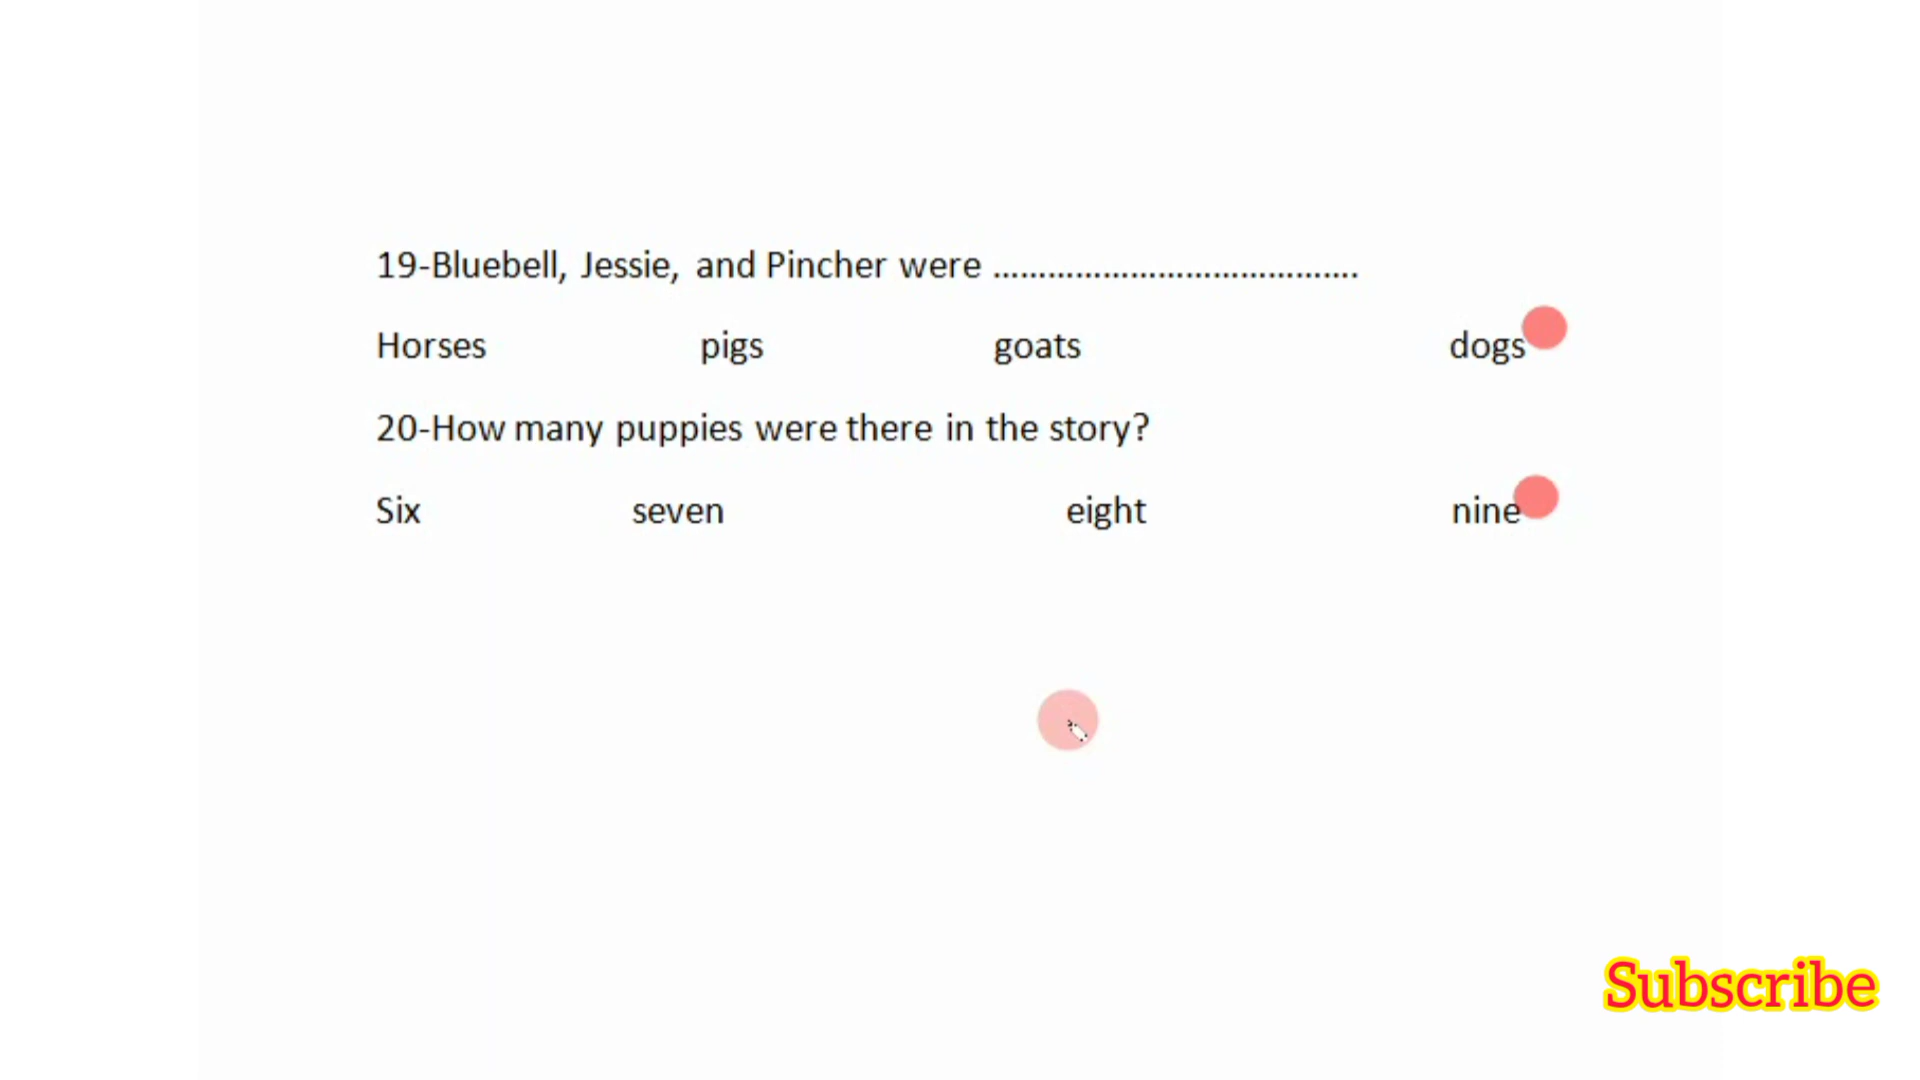 19-Bluebell, Jessie, and Pincher were ………………………………….
Horses pigs goats dogs
20-How many puppies were there in the story?
Six seven eight nine
Subscribe